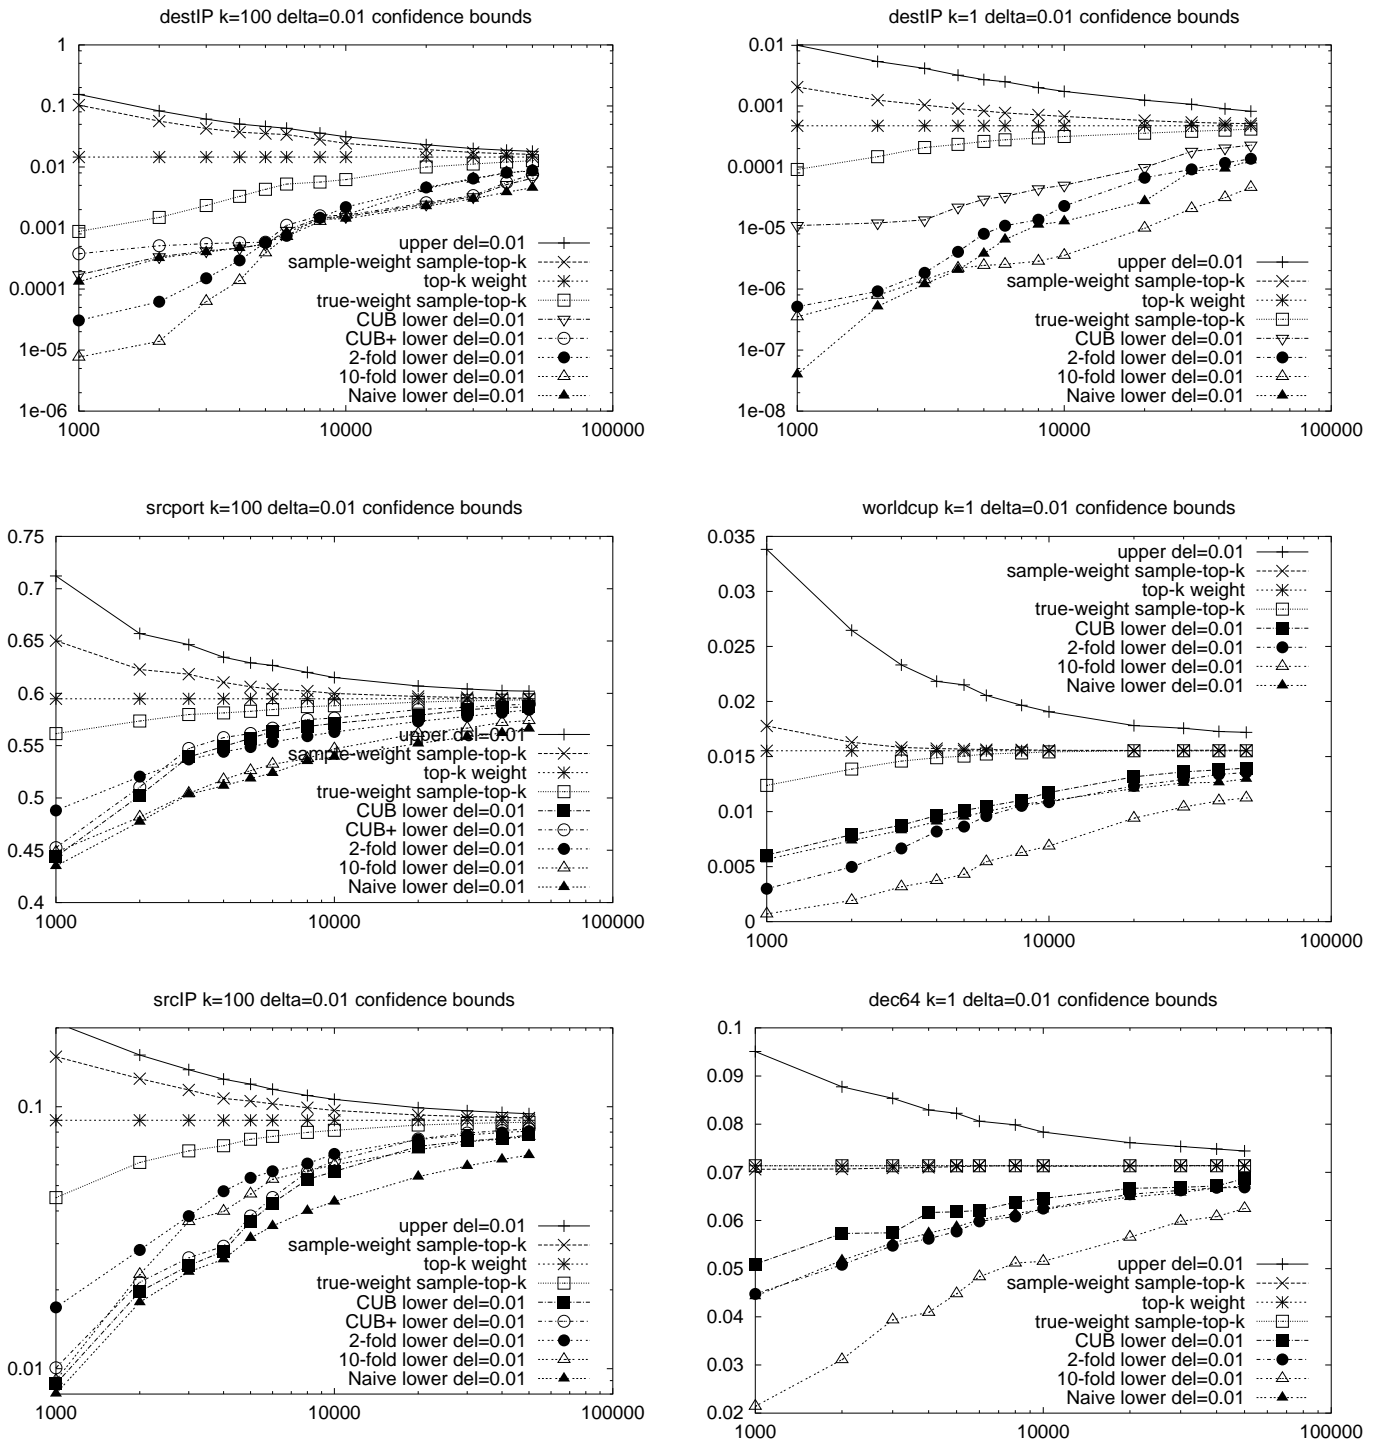 destIP k=100 delta=0.01 confidence bounds
1
0.1
0.01
0.001
0.0001
1e-05
1e-06
1000
10000
100000
upper del=0.01
sample-weight sample-top-k
top-k weight
true-weight sample-top-k
CUB lower del=0.01
CUB+ lower del=0.01
2-fold lower del=0.01
10-fold lower del=0.01
Naive lower del=0.01
destIP k=1 delta=0.01 confidence bounds
0.01
0.001
0.0001
1e-05
1e-06
1e-07
1e-08
1000
10000
100000
upper del=0.01
sample-weight sample-top-k
top-k weight
true-weight sample-top-k
CUB lower del=0.01
2-fold lower del=0.01
10-fold lower del=0.01
Naive lower del=0.01
srcport k=100 delta=0.01 confidence bounds
0.75
0.7
0.65
0.6
0.55
0.5
0.45
0.4
1000
10000
100000
upper del=0.01
sample-weight sample-top-k
top-k weight
true-weight sample-top-k
CUB lower del=0.01
CUB+ lower del=0.01
2-fold lower del=0.01
10-fold lower del=0.01
Naive lower del=0.01
worldcup k=1 delta=0.01 confidence bounds
0.035
0.03
0.025
0.02
0.015
0.01
0.005
0
1000
10000
100000
upper del=0.01
sample-weight sample-top-k
top-k weight
true-weight sample-top-k
CUB lower del=0.01
2-fold lower del=0.01
10-fold lower del=0.01
Naive lower del=0.01
srcIP k=100 delta=0.01 confidence bounds
0.1
0.01
1000
10000
100000
upper del=0.01
sample-weight sample-top-k
top-k weight
true-weight sample-top-k
CUB lower del=0.01
CUB+ lower del=0.01
2-fold lower del=0.01
10-fold lower del=0.01
Naive lower del=0.01
dec64 k=1 delta=0.01 confidence bounds
0.1
0.09
0.08
0.07
0.06
0.05
0.04
0.03
0.02
1000
10000
100000
upper del=0.01
sample-weight sample-top-k
top-k weight
true-weight sample-top-k
CUB lower del=0.01
2-fold lower del=0.01
10-fold lower del=0.01
Naive lower del=0.01